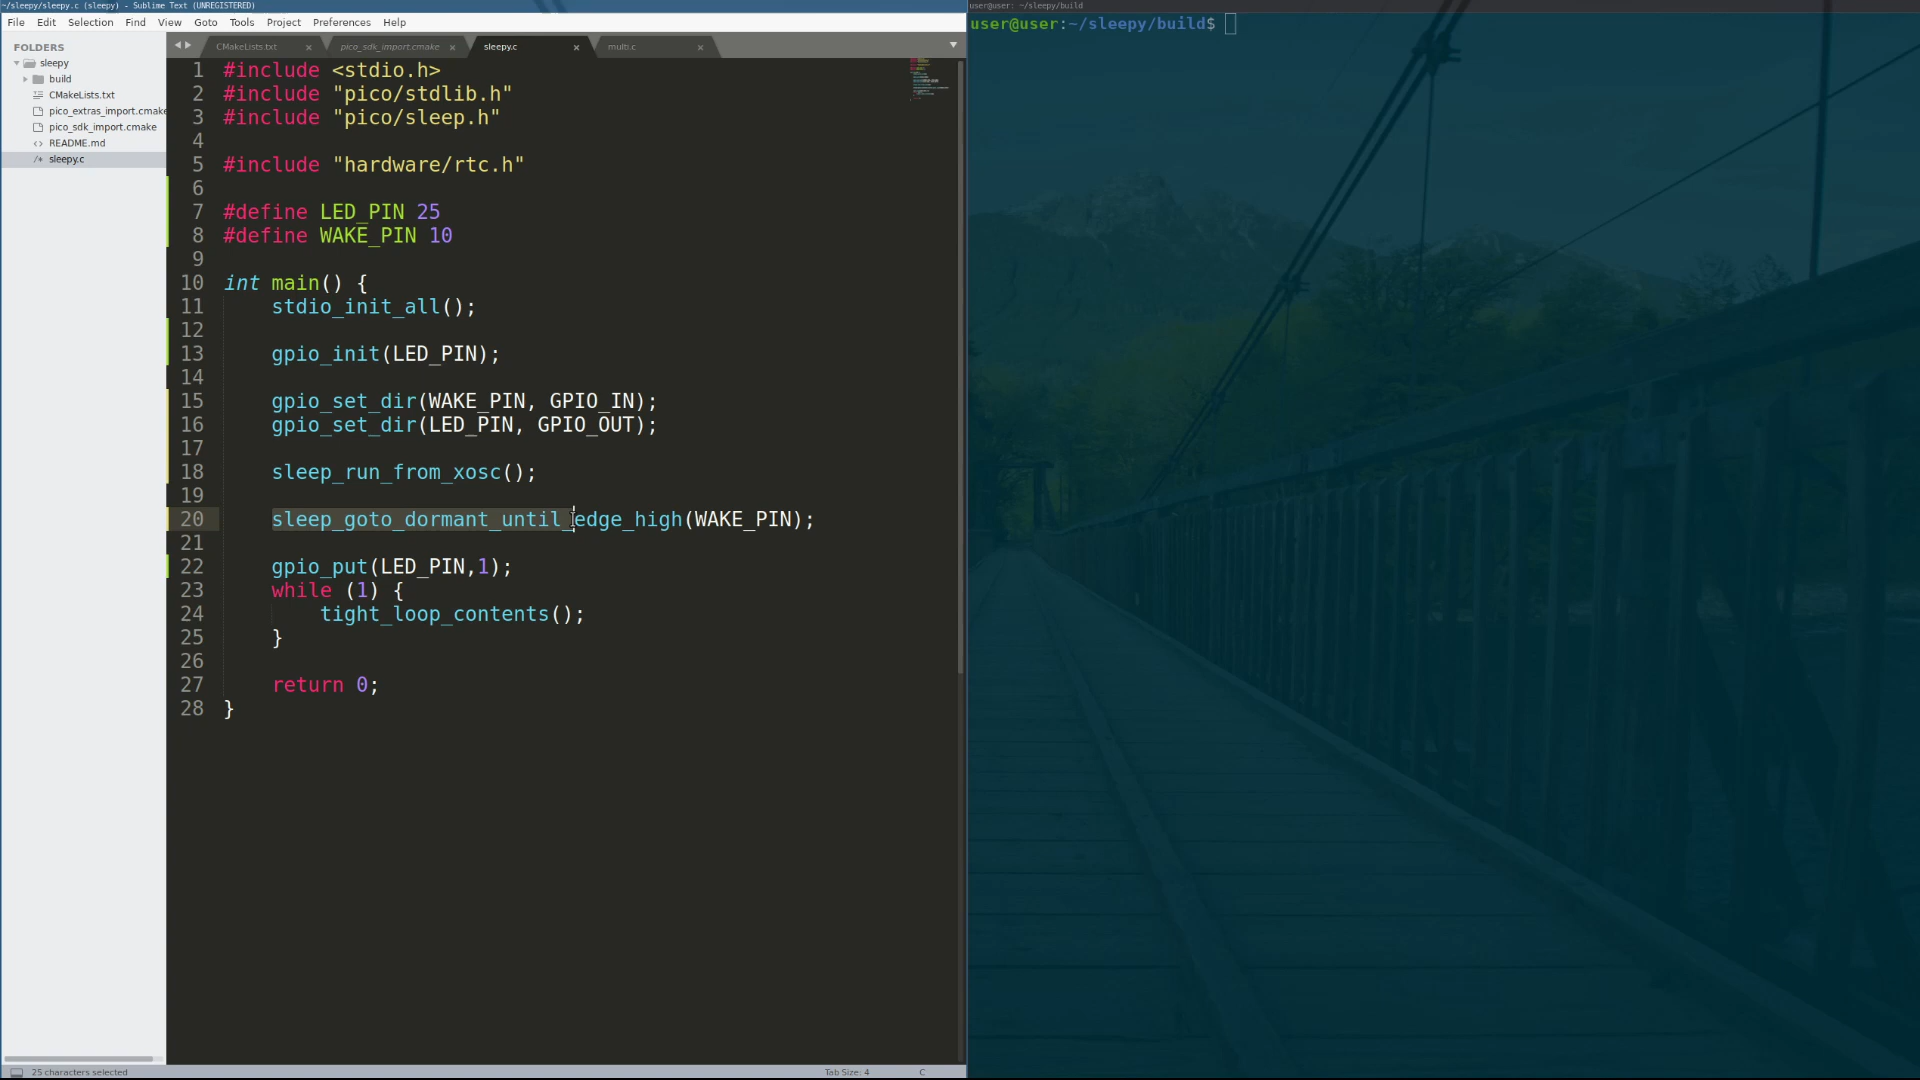 ~/sleepy/sleepy.c (sleepy) - Sublime Text (UNREGISTERED)
File Edit Selection Find View Goto Tools Project Preferences Help
FOLDERS
sleepy
build
CMakeLists.txt
pico_extras_import.cmake
pico_sdk_import.cmake
README.md
sleepy.c
CMakeLists.txt × pico_sdk_import.cmake × sleepy.c × multi.c ×
1 #include <stdio.h>
2 #include "pico/stdlib.h"
3 #include "pico/sleep.h"
4
5 #include "hardware/rtc.h"
6
7 #define LED_PIN 25
8 #define WAKE_PIN 10
9
10 int main() {
11 stdio_init_all();
12
13 gpio_init(LED_PIN);
14
15 gpio_set_dir(WAKE_PIN, GPIO_IN);
16 gpio_set_dir(LED_PIN, GPIO_OUT);
17
18 sleep_run_from_xosc();
19
20 sleep_goto_dormant_until_edge_high(WAKE_PIN);
21
22 gpio_put(LED_PIN,1);
23 while (1) {
24 tight_loop_contents();
25 }
26
27 return 0;
28 }
25 characters selected
Tab Size: 4 C
user@user: ~/sleepy/build
user@user:~/sleepy/build$